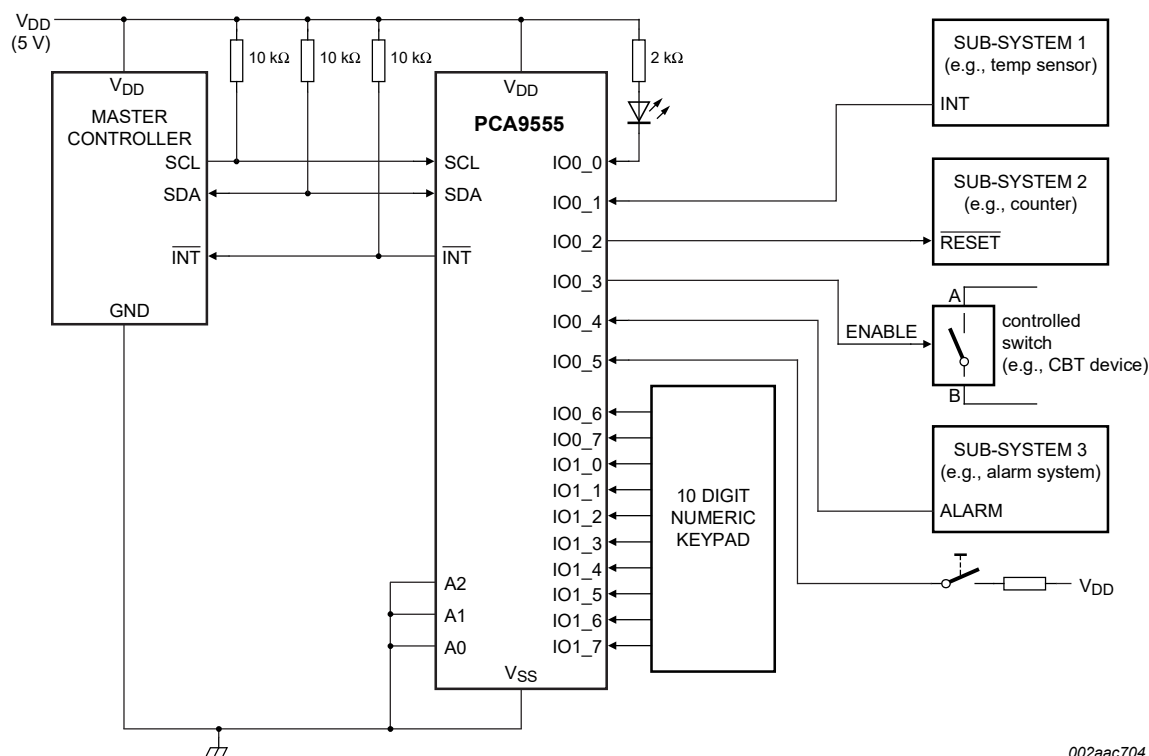 VDD
(5 V)
10 kΩ
10 kΩ
10 kΩ
2 kΩ
VDD
MASTER
CONTROLLER
SCL
SDA
INT
GND
VDD
PCA9555
SCL
SDA
INT
A2
A1
A0
VSS
IO0_0
IO0_1
IO0_2
IO0_3
IO0_4
IO0_5
IO0_6
IO0_7
IO1_0
IO1_1
IO1_2
IO1_3
IO1_4
IO1_5
IO1_6
IO1_7
10 DIGIT
NUMERIC
KEYPAD
SUB-SYSTEM 1
(e.g., temp sensor)
INT
SUB-SYSTEM 2
(e.g., counter)
RESET
A
ENABLE
B
controlled
switch
(e.g., CBT device)
SUB-SYSTEM 3
(e.g., alarm system)
ALARM
VDD
002aac704